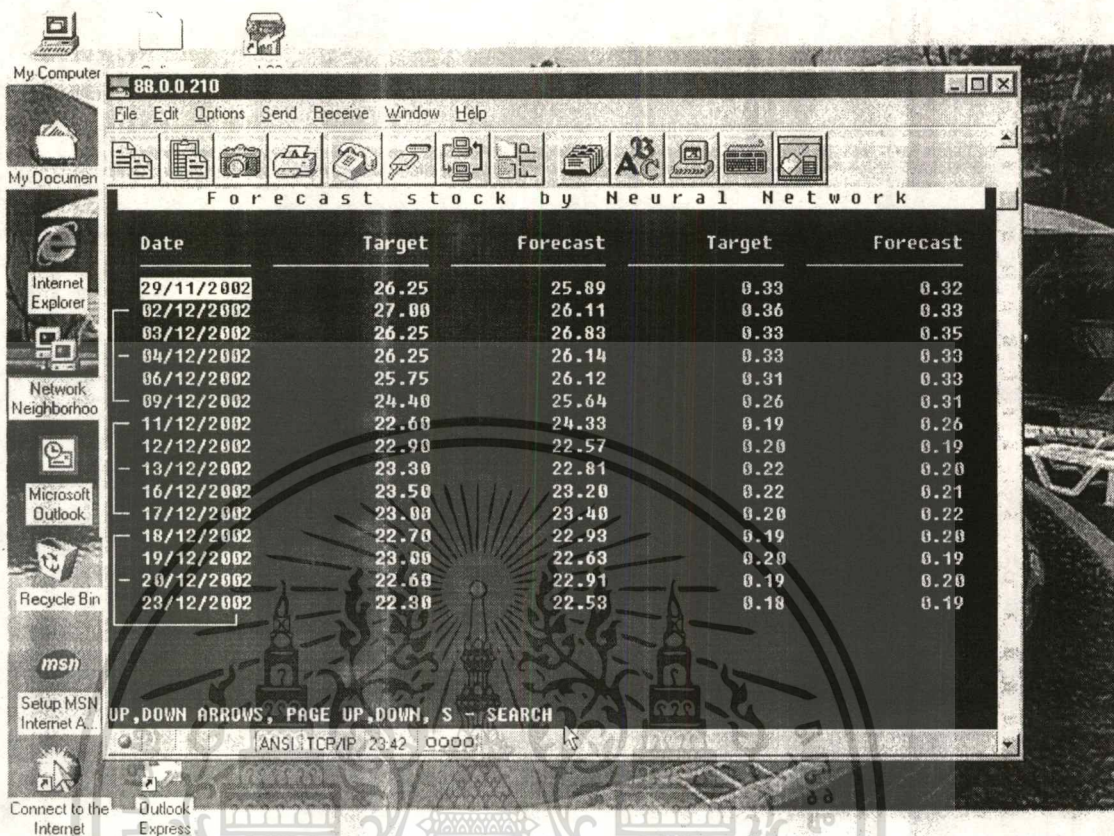 My Computer
88.0.0.210
File Edit Options Send Receive Window Help
FTP
My Documen
Forecast stock by Neural Network
Date Target Forecast Target Forecast
29/11/2002 26.25 25.89 0.33 0.32
02/12/2002 27.00 26.11 0.36 0.33
03/12/2002 26.25 26.83 0.33 0.35
04/12/2002 26.25 26.14 0.33 0.33
06/12/2002 25.75 26.12 0.31 0.33
09/12/2002 24.40 25.64 0.26 0.31
11/12/2002 22.60 24.33 0.19 0.26
12/12/2002 22.90 22.57 0.20 0.19
13/12/2002 23.30 22.81 0.22 0.20
16/12/2002 23.50 23.20 0.22 0.21
17/12/2002 23.00 23.40 0.20 0.22
18/12/2002 22.70 22.93 0.19 0.20
19/12/2002 23.00 22.63 0.20 0.19
20/12/2002 22.60 22.91 0.19 0.20
23/12/2002 22.30 22.53 0.18 0.19
Internet
Explorer
Network
Neighborhoo
Microsoft
Outlook
Recycle Bin
msn
Setup MSN
Internet A...
UP,DOWN ARROWS, PAGE UP,DOWN, S - SEARCH
ANSI TCP/IP 23:42 0000
Connect to the
Internet
Outlook
Express